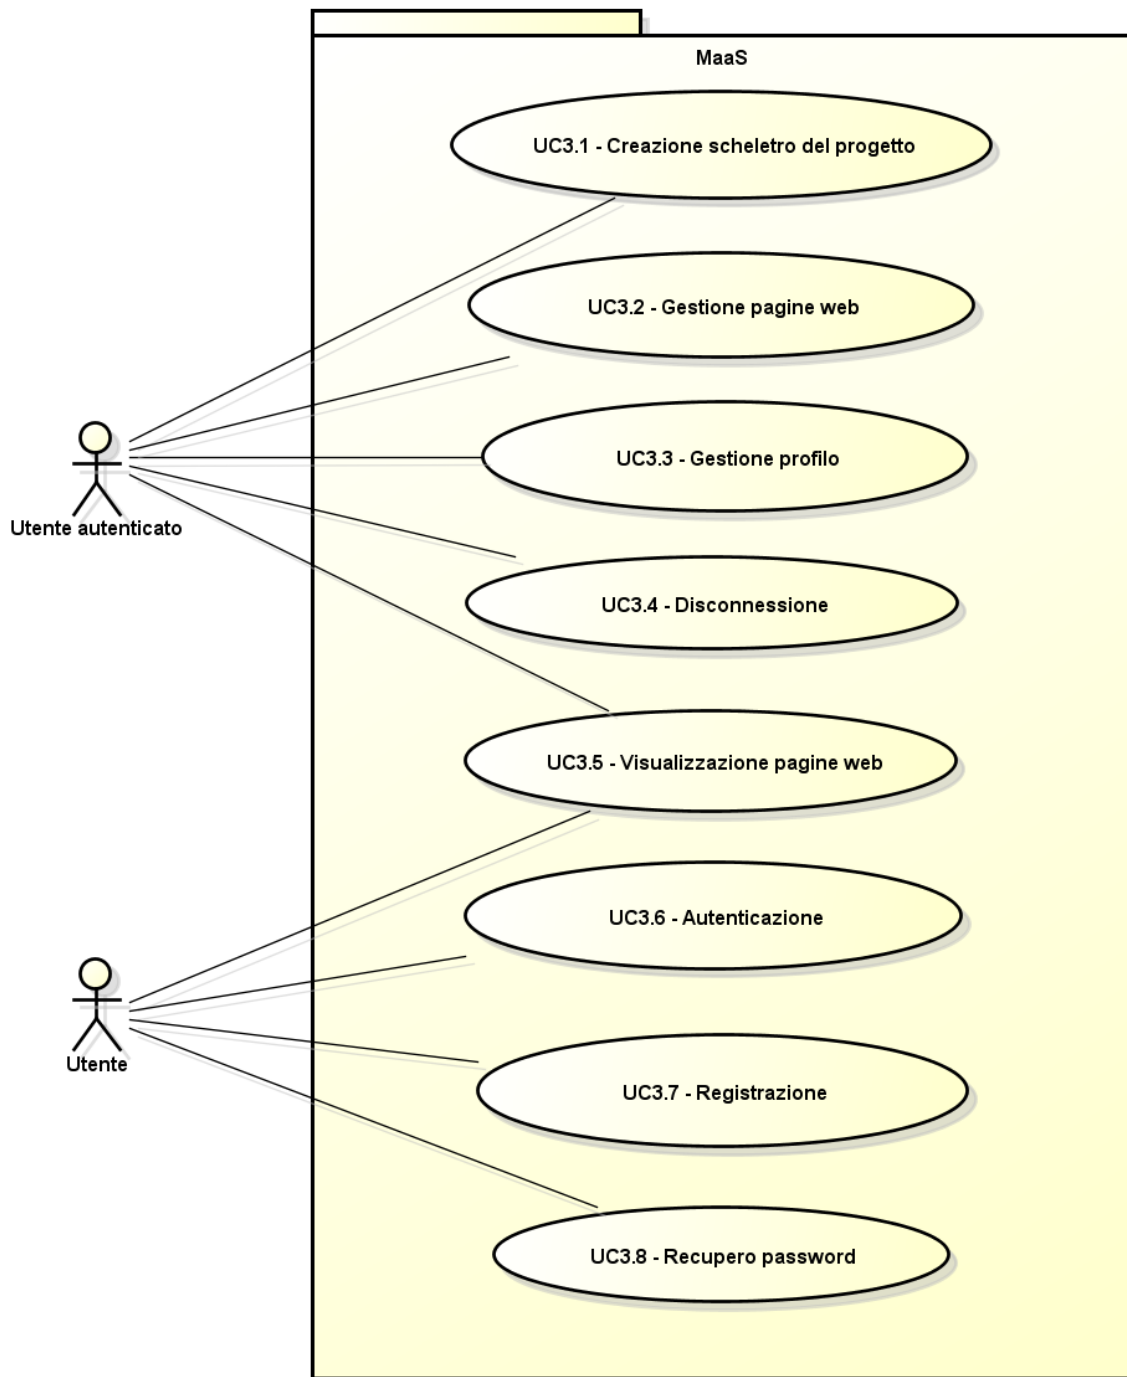 MaaS
UC3.1 - Creazione scheletro del progetto
UC3.2 - Gestione pagine web
UC3.3 - Gestione profilo
Utente autenticato
UC3.4 - Disconnessione
UC3.5 - Visualizzazione pagine web
UC3.6 - Autenticazione
Utente
UC3.7 - Registrazione
UC3.8 - Recupero password